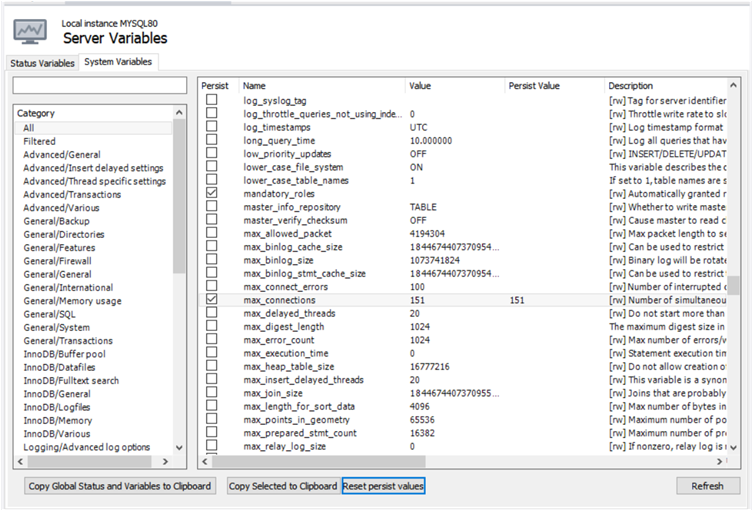 Local instance MYSQL80
Server Variables
Status Variables System Variables
Category
All
Filtered
Advanced/General
Advanced/Insert delayed settings
Advanced/Thread specific settings
Advanced/Transactions
Advanced/Various
General/Backup
General/Directories
General/Features
General/Firewall
General/General
General/International
General/Memory usage
General/SQL
General/System
General/Transactions
InnoDB/Buffer pool
InnoDB/Datafiles
InnoDB/Fulltext search
InnoDB/General
InnoDB/Logfiles
InnoDB/Memory
InnoDB/Various
Logging/Advanced log options
Persist Name Value Persist Value Description
log_syslog_tag [rw] Tag for server identifier
log_throttle_queries_not_using_inde... 0 [rw] Throttle write rate to slo
log_timestamps UTC [rw] Log timestamp format
long_query_time 10.000000 [rw] Log all queries that hav
low_priority_updates OFF [rw] INSERT/DELETE/UPDAT
lower_case_file_system ON This variable describes the c
lower_case_table_names 1 If set to 1, table names are s
mandatory_roles [rw] Automatically granted r
master_info_repository TABLE [rw] Whether to write maste
master_verify_checksum OFF [rw] Cause master to read c
max_allowed_packet 4194304 [rw] Max packet length to se
max_binlog_cache_size 1844674407370954... [rw] Can be used to restrict
max_binlog_size 1073741824 [rw] Binary log will be rotate
max_binlog_stmt_cache_size 1844674407370954... [rw] Can be used to restrict
max_connect_errors 100 [rw] Number of interrupted c
max_connections 151 151 [rw] Number of simultaneou
max_delayed_threads 20 [rw] Do not start more than
max_digest_length 1024 The maximum digest size in
max_error_count 1024 [rw] Max number of errors/w
max_execution_time 0 [rw] Statement execution tim
max_heap_table_size 16777216 [rw] Do not allow creation o
max_insert_delayed_threads 20 [rw] This variable is a synon
max_join_size 1844674407370955... [rw] Joins that are probably
max_length_for_sort_data 4096 [rw] Max number of bytes in
max_points_in_geometry 65536 [rw] Maximum number of po
max_prepared_stmt_count 16382 [rw] Maximum number of pre
max_relay_log_size 0 [rw] If nonzero, relay log is r
Copy Global Status and Variables to Clipboard Copy Selected to Clipboard Reset persist values Refresh